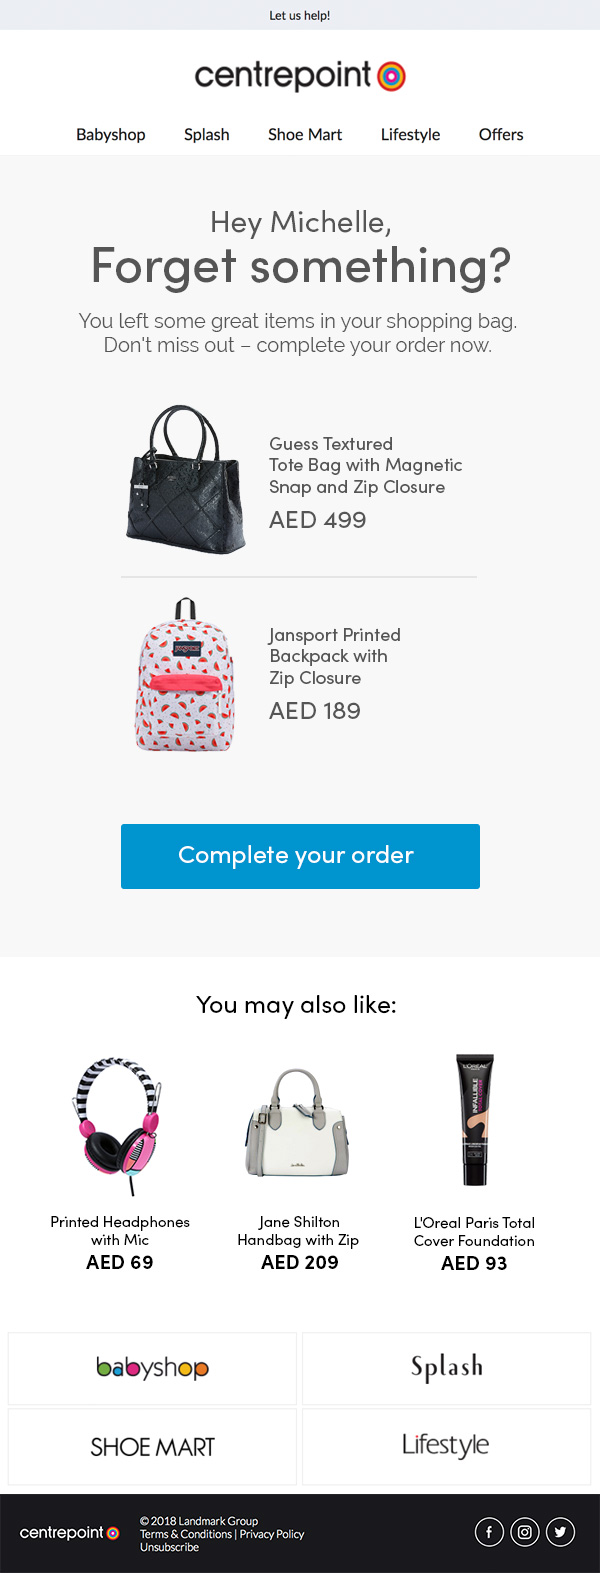 Let us help!
centrepoint
Babyshop Splash Shoe Mart Lifestyle Offers
Hey Michelle,
Forget something?
You left some great items in your shopping bag.
Don't miss out – complete your order now.
Guess Textured
Tote Bag with Magnetic
Snap and Zip Closure
AED 499
JANSPORT
Jansport Printed
Backpack with
Zip Closure
AED 189
Complete your order
You may also like:
L'OREAL
INFALLIBLE
Printed Headphones
with Mic
AED 69
Jane Shilton
Handbag with Zip
AED 209
L'Oreal Paris Total
Cover Foundation
AED 93
babyshop
Splash
SHOE MART
Lifestyle
centrepoint
© 2018 Landmark Group
Terms & Conditions | Privacy Policy
Unsubscribe